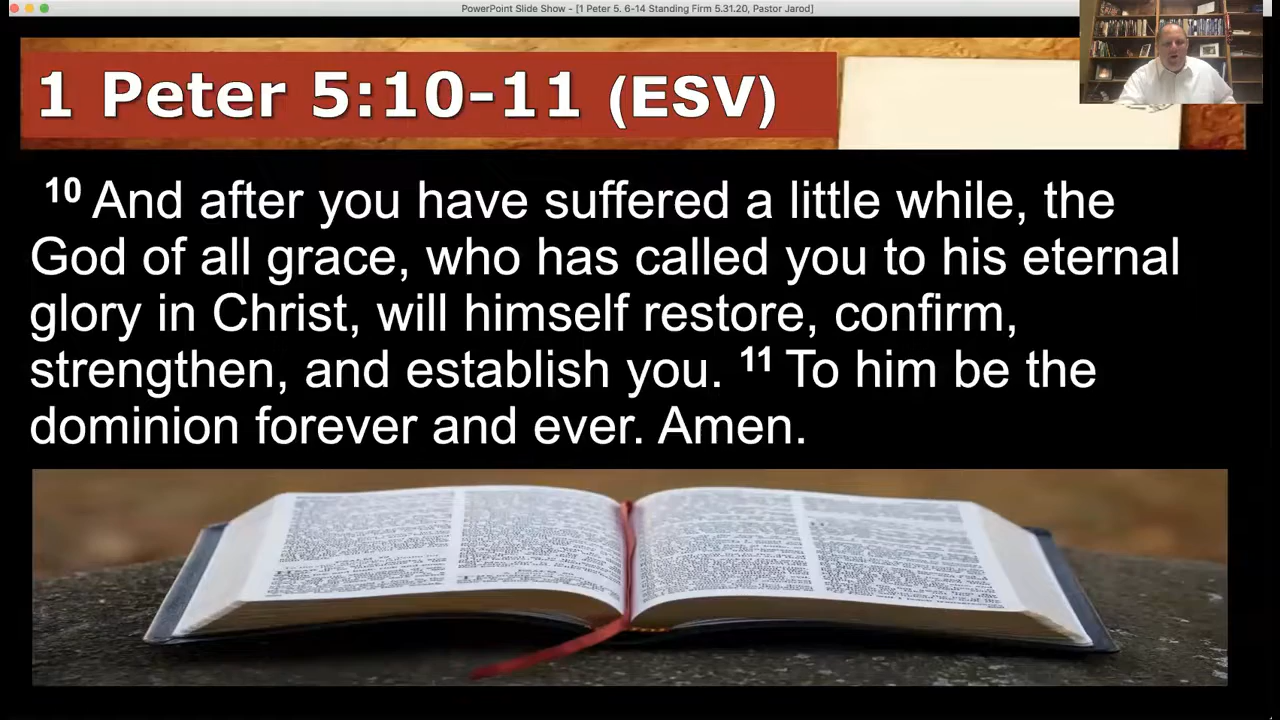 PowerPoint Slide Show - [1 Peter 5. 6-14 Standing Firm 5.31.20, Pastor Jarod]
1 Peter 5:10-11 (ESV)
10 And after you have suffered a little while, the
God of all grace, who has called you to his eternal
glory in Christ, will himself restore, confirm,
strengthen, and establish you. 11 To him be the
dominion forever and ever. Amen.